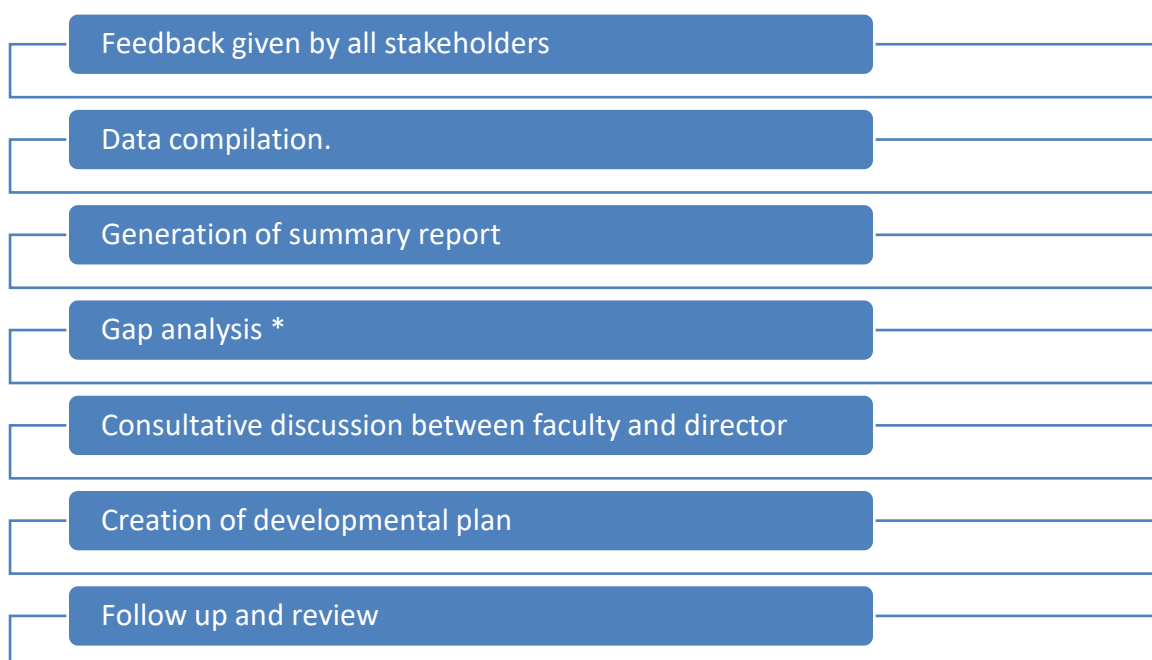 Feedback given by all stakeholders
Data compilation.
Generation of summary report
Gap analysis *
Consultative discussion between faculty and director
Creation of developmental plan
Follow up and review